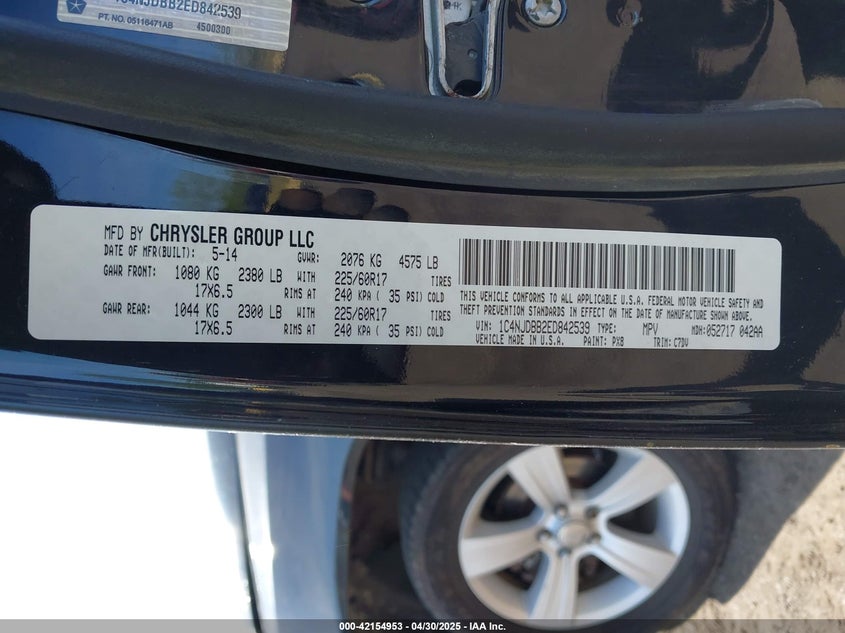 C4NJDBB2ED842539
PT. NO. 05116471AB
4500300
MFD BY CHRYSLER GROUP LLC
DATE OF MFR(BUILT): 5-14 GVWR: 2076 KG 4575 LB
GAWR FRONT: 1080 KG 2380 LB WITH 225/60R17 TIRES
17X6.5 RIMS AT 240 KPA ( 35 PSI) COLD
GAWR REAR: 1044 KG 2300 LB WITH 225/60R17 TIRES
17X6.5 RIMS AT 240 KPA ( 35 PSI) COLD
THIS VEHICLE CONFORMS TO ALL APPLICABLE U.S.A. FEDERAL MOTOR VEHICLE SAFETY AND
THEFT PREVENTION STANDARDS IN EFFECT ON THE DATE OF MANUFACTURE SHOWN ABOVE.
VIN: 1C4NJDBB2ED842539 TYPE: MPV MDH: 052717 042AA
VEHICLE MADE IN U.S.A. PAINT: PX8 TRIM: C7DV
000-42154953 - 04/30/2025 - IAA Inc.